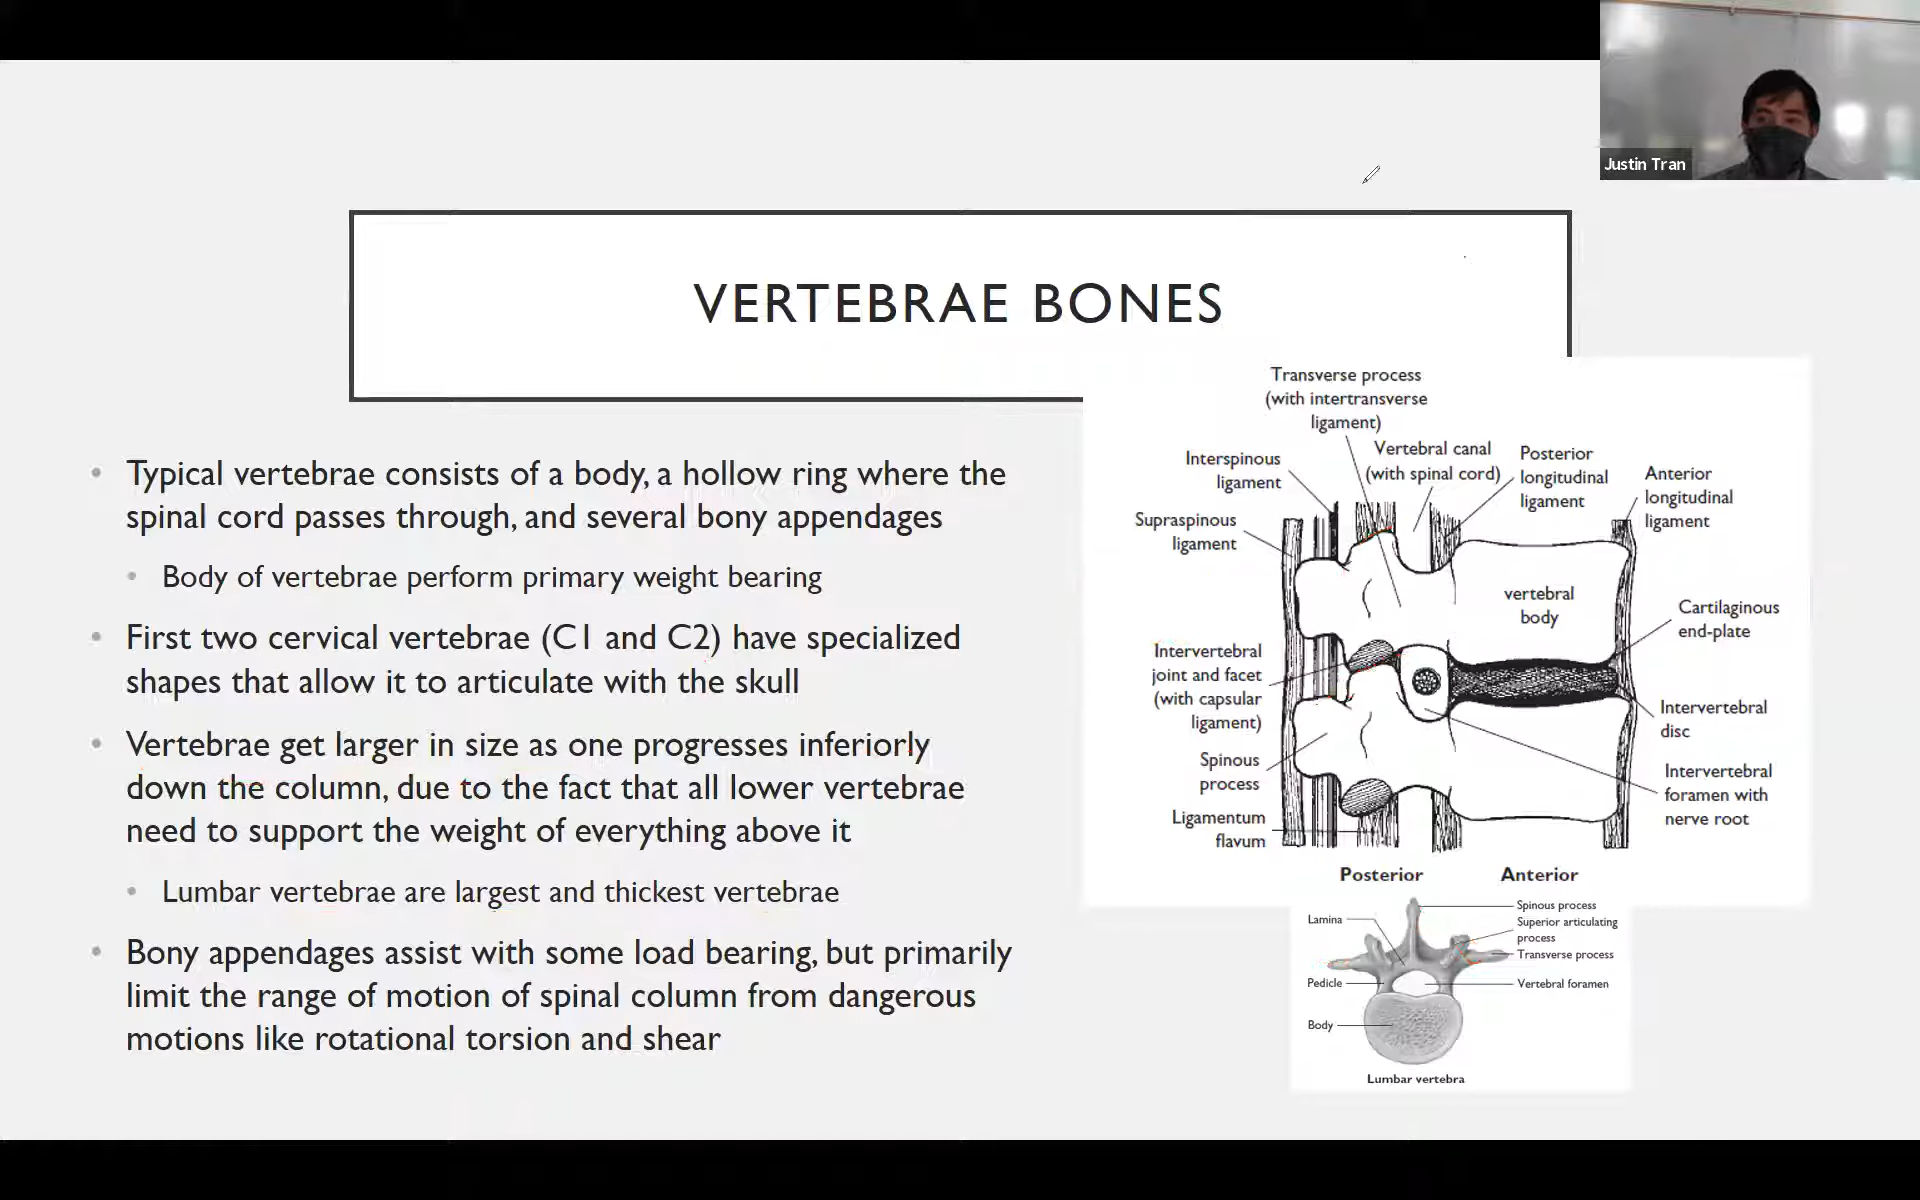 Justin Tran
VERTEBRAE BONES
• Typical vertebrae consists of a body, a hollow ring where the
spinal cord passes through, and several bony appendages
• Body of vertebrae perform primary weight bearing
• First two cervical vertebrae (C1 and C2) have specialized
shapes that allow it to articulate with the skull
• Vertebrae get larger in size as one progresses inferiorly
down the column, due to the fact that all lower vertebrae
need to support the weight of everything above it
• Lumbar vertebrae are largest and thickest vertebrae
• Bony appendages assist with some load bearing, but primarily
limit the range of motion of spinal column from dangerous
motions like rotational torsion and shear
Transverse process
(with intertransverse
ligament)
Vertebral canal
(with spinal cord)
Posterior
longitudinal
ligament
Anterior
longitudinal
ligament
Interspinous
ligament
Supraspinous
ligament
vertebral
body
Cartilaginous
end-plate
Intervertebral
joint and facet
(with capsular
ligament)
Intervertebral
disc
Spinous
process
Intervertebral
foramen with
nerve root
Ligamentum
flavum
Posterior
Anterior
Lamina
Spinous process
Superior articulating
process
Transverse process
Pedicle
Vertebral foramen
Body
Lumbar vertebra